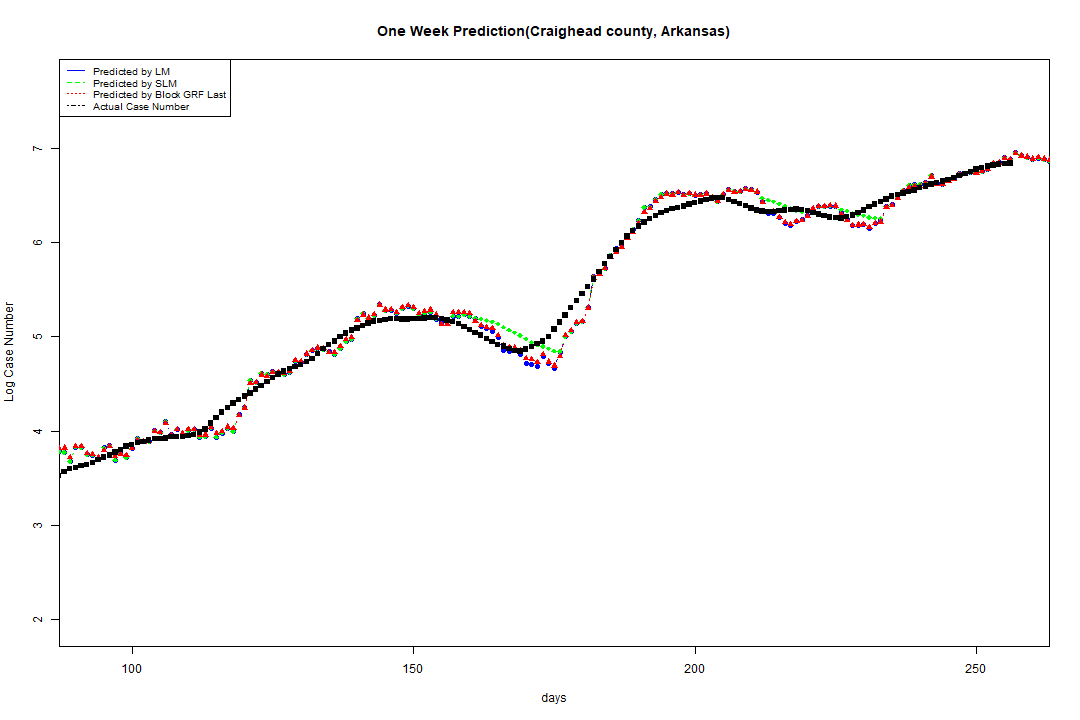 One Week Prediction(Craighead county, Arkansas)
Predicted by LM
Predicted by SLM
Predicted by Block GRF Last
Actual Case Number
7
6
5
4
3
2
Log Case Number
100 150 200 250
days